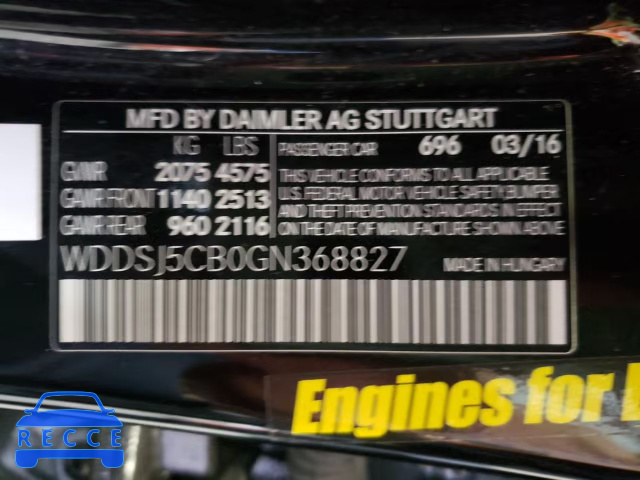 MFD BY DAIMLER AG STUTTGART
KG LBS
PASSENGER CAR 696 03/16
GVWR 2075 4575
GAWR FRONT 1140 2513
GAWR REAR 960 2116
THIS VEHICLE CONFORMS TO ALL APPLICABLE
U.S. FEDERAL MOTOR VEHICLE SAFETY, BUMPER
AND THEFT PREVENTION STANDARDS IN EFFECT
ON THE DATE OF MANUFACTURE SHOWN ABOVE.
WDDSJ5CB0GN368827
MADE IN HUNGARY
Engines for
RECCE